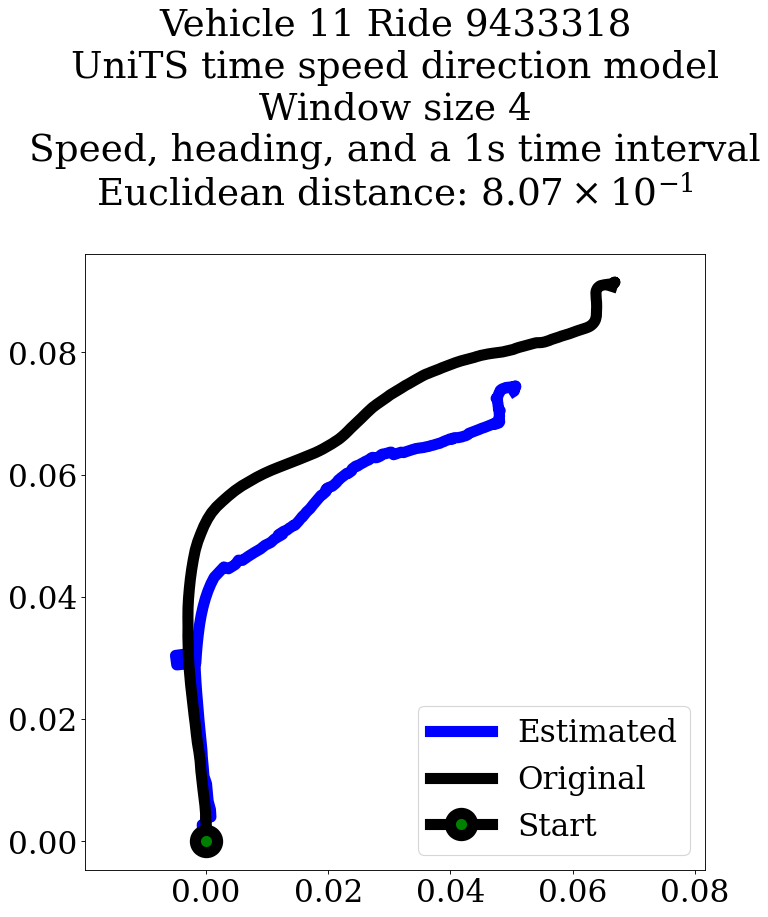 Vehicle 11 Ride 9433318
UniTS time speed direction model
Window size 4
Speed, heading, and a 1s time interval
Euclidean distance: 8.07 × 10⁻¹
0.08
0.06
0.04
0.02
0.00
Estimated
Original
Start
0.00 0.02 0.04 0.06 0.08